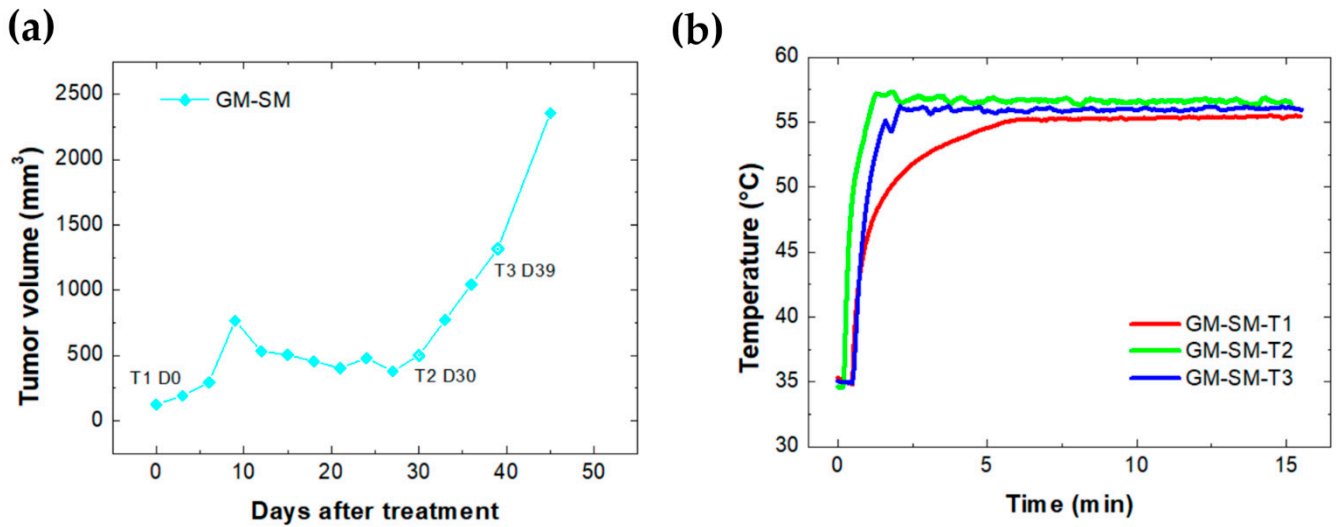 (a)
Tumor volume (mm³)
2500
2000
1500
1000
500
0
GM-SM
T1 D0
T2 D30
T3 D39
0 10 20 30 40 50
Days after treatment
(b)
Temperature (°C)
60
55
50
45
40
35
30
GM-SM-T1
GM-SM-T2
GM-SM-T3
0 5 10 15
Time (min)